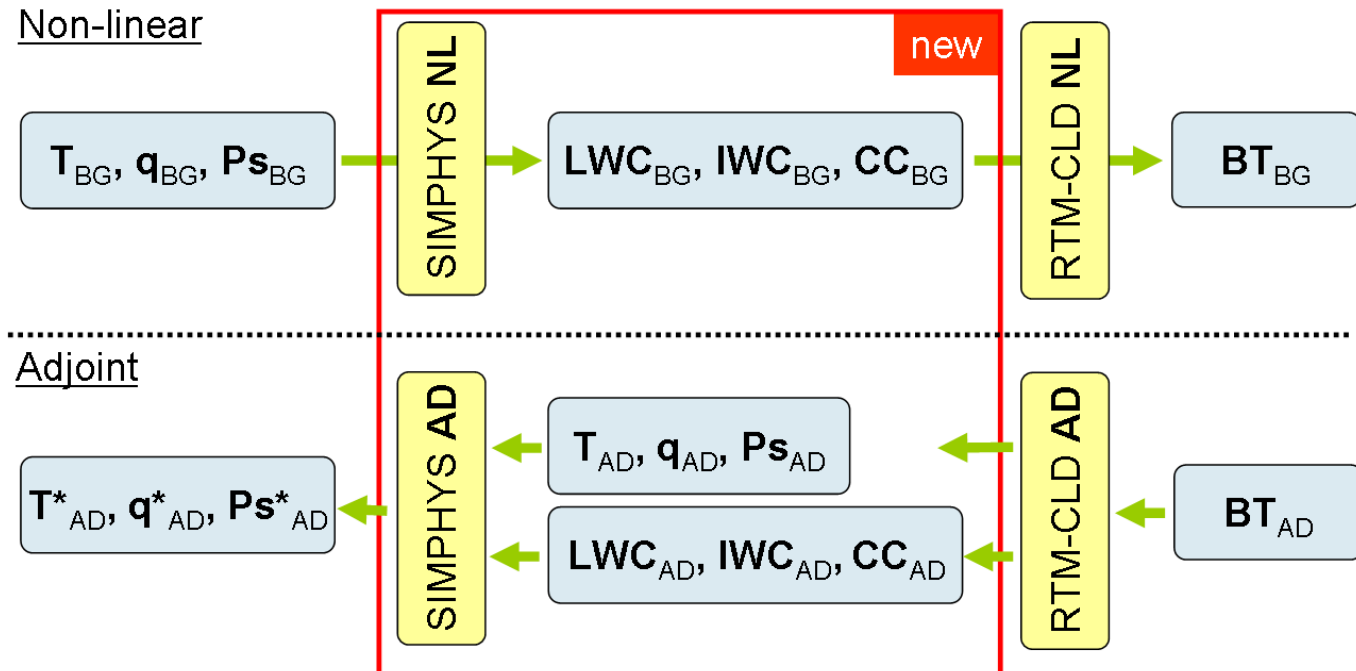 Non-linear
new
SIMPHYS NL
RTM-CLD NL
T_BG, q_BG, Ps_BG
LWC_BG, IWC_BG, CC_BG
BT_BG
Adjoint
SIMPHYS AD
RTM-CLD AD
T_AD, q_AD, Ps_AD
T*_AD, q*_AD, Ps*_AD
BT_AD
LWC_AD, IWC_AD, CC_AD